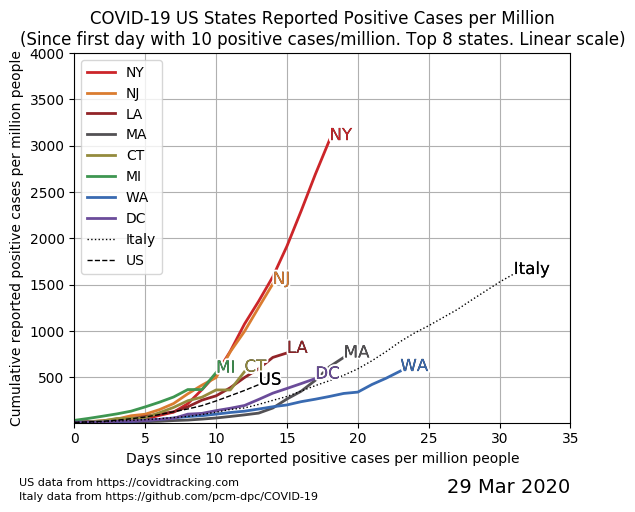 COVID-19 US States Reported Positive Cases per Million
(Since first day with 10 positive cases/million. Top 8 states. Linear scale)
Cumulative reported positive cases per million people
4000
3500
3000
2500
2000
1500
1000
500
NY
NJ
LA
MA
CT
MI
WA
DC
Italy
US
NY
NJ
Italy
LA
MA
MI
CT
US
DC
WA
0 5 10 15 20 25 30 35
Days since 10 reported positive cases per million people
US data from https://covidtracking.com
Italy data from https://github.com/pcm-dpc/COVID-19
29 Mar 2020